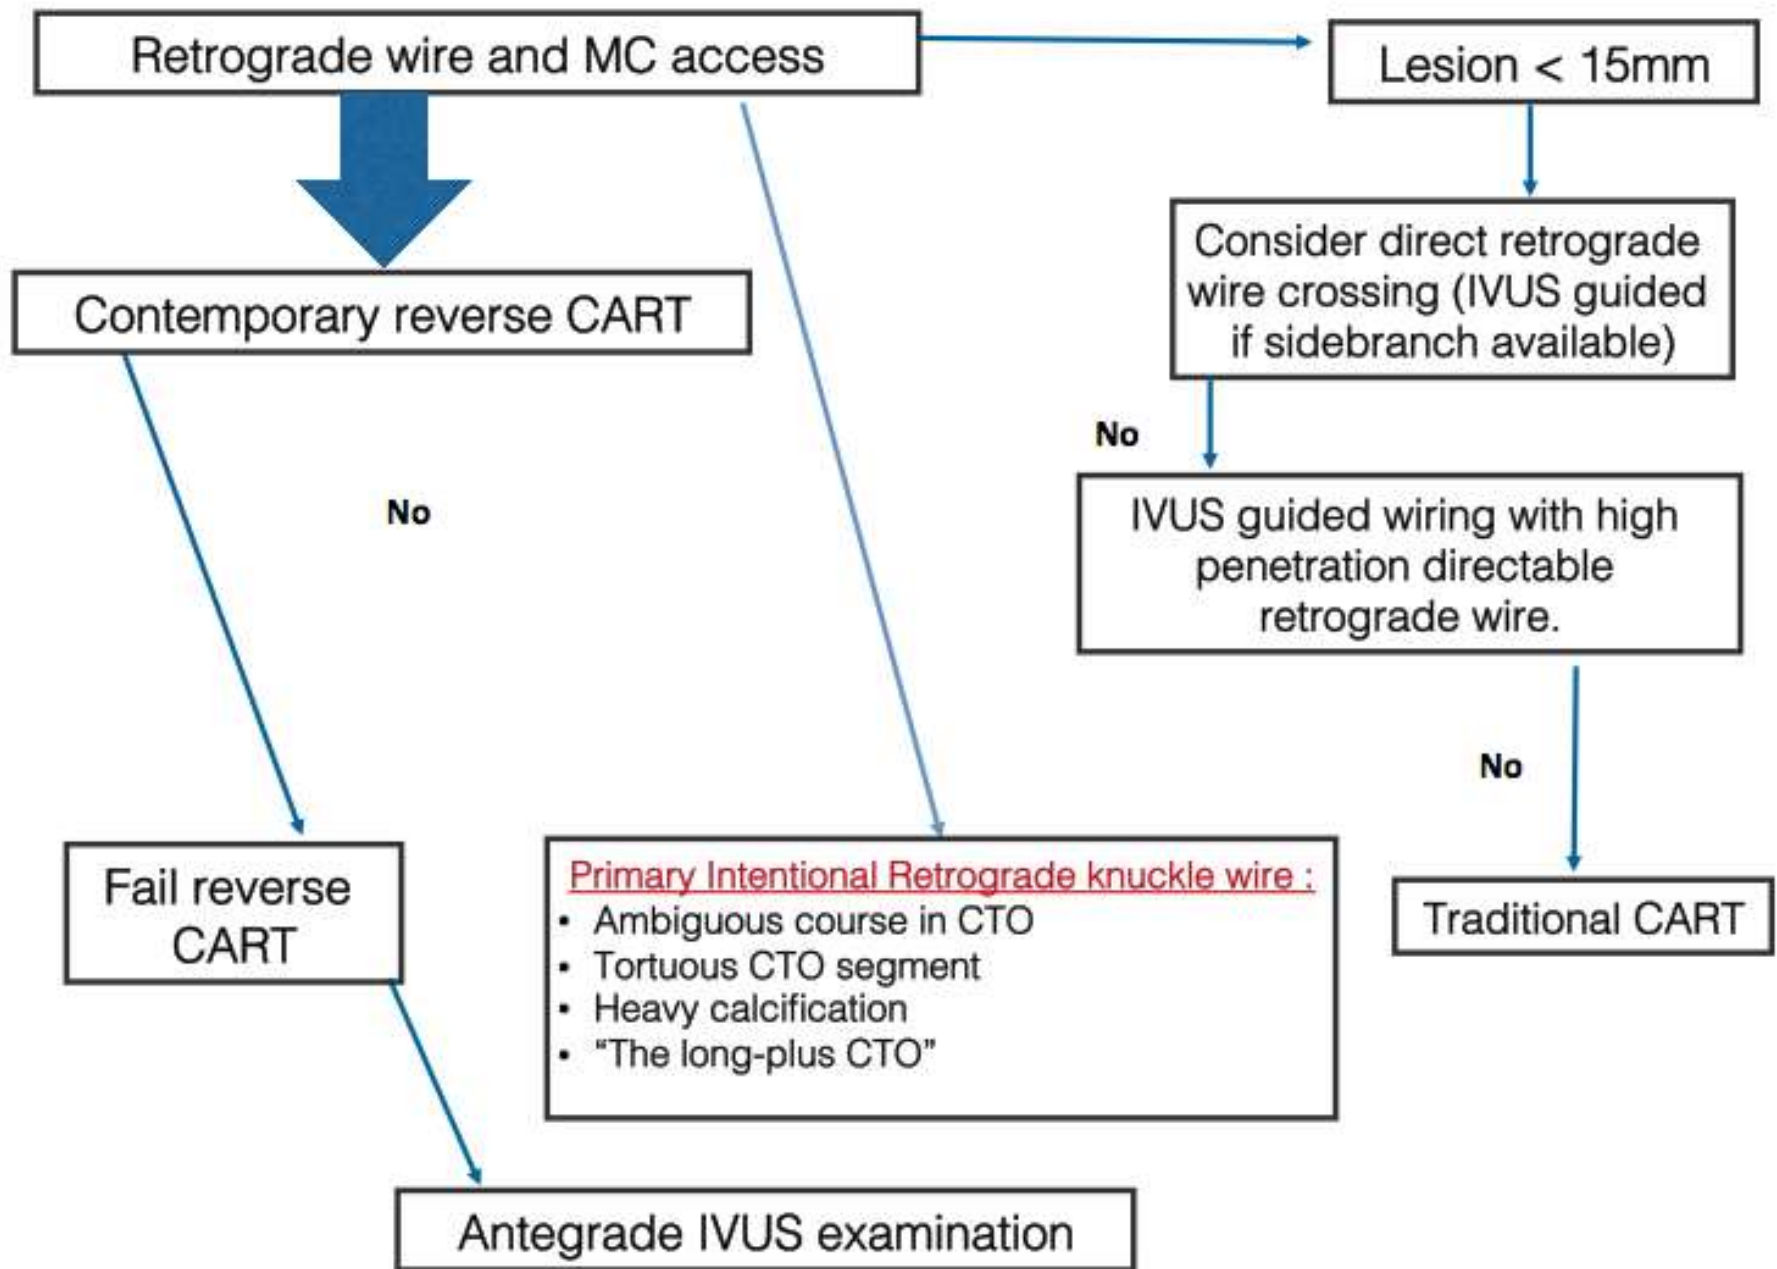 Retrograde wire and MC access
Lesion < 15mm
Consider direct retrograde
wire crossing (IVUS guided
if sidebranch available)
Contemporary reverse CART
No
IVUS guided wiring with high
penetration directable
retrograde wire.
No
No
Fail reverse
CART
Primary Intentional Retrograde knuckle wire :
• Ambiguous course in CTO
• Tortuous CTO segment
• Heavy calcification
• “The long-plus CTO”
Traditional CART
Antegrade IVUS examination